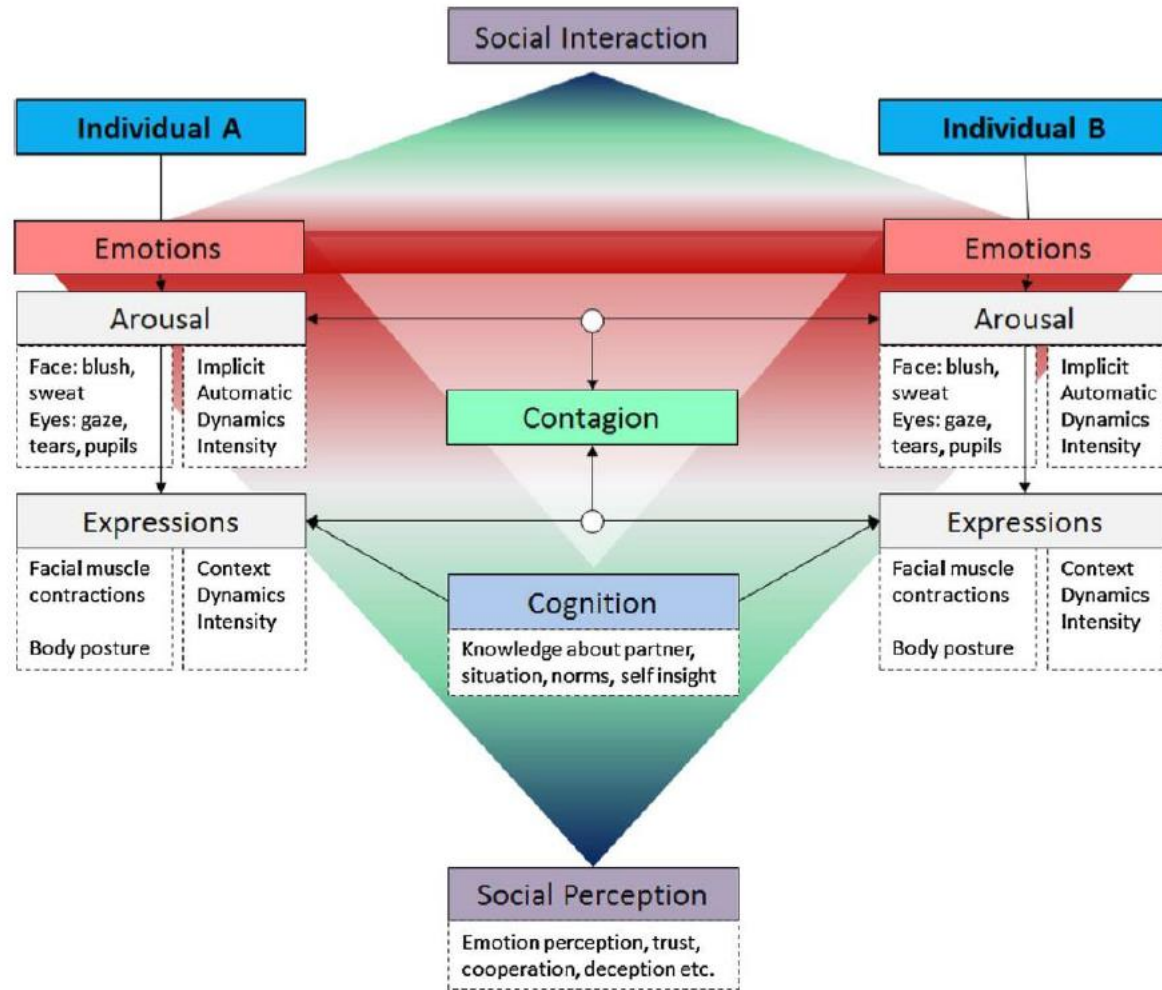 Social Interaction
Individual A
Individual B
Emotions
Emotions
Arousal
Arousal
Face: blush,
sweat
Eyes: gaze,
tears, pupils
Implicit
Automatic
Dynamics
Intensity
Face: blush,
sweat
Eyes: gaze,
tears, pupils
Implicit
Automatic
Dynamics
Intensity
Contagion
Expressions
Expressions
Facial muscle
contractions
Body posture
Context
Dynamics
Intensity
Cognition
Knowledge about partner,
situation, norms, self insight
Facial muscle
contractions
Body posture
Context
Dynamics
Intensity
Social Perception
Emotion perception, trust,
cooperation, deception etc.